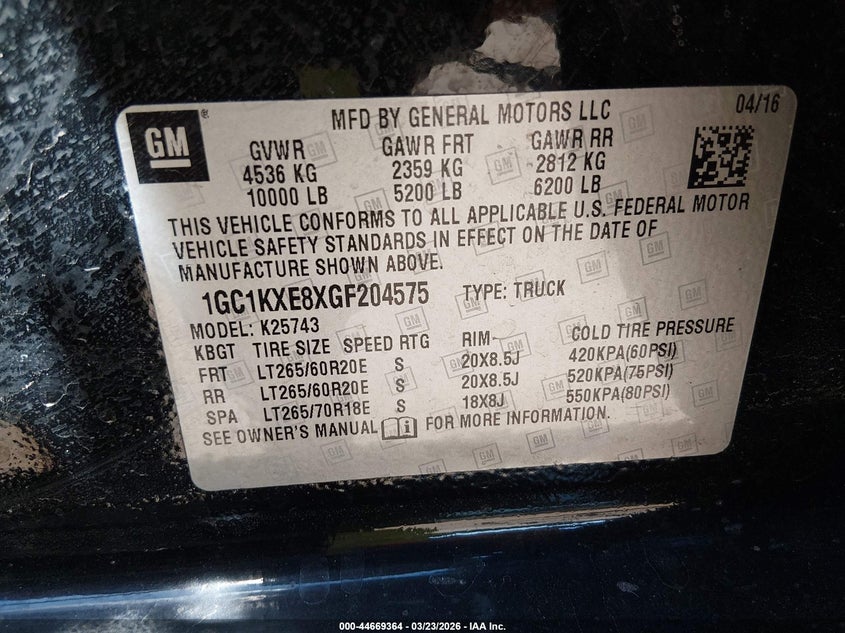 GM
®
MFD BY GENERAL MOTORS LLC
04/16
GVWR GAWR FRT GAWR RR
4536 KG 2359 KG 2812 KG
10000 LB 5200 LB 6200 LB
THIS VEHICLE CONFORMS TO ALL APPLICABLE U.S. FEDERAL MOTOR
VEHICLE SAFETY STANDARDS IN EFFECT ON THE DATE OF
MANUFACTURE SHOWN ABOVE.
1GC1KXE8XGF204575 TYPE: TRUCK
MODEL: K25743
KBGT TIRE SIZE SPEED RTG RIM COLD TIRE PRESSURE
FRT LT265/60R20E S 20X8.5J 420KPA(60PSI)
RR LT265/60R20E S 20X8.5J 520KPA(75PSI)
SPA LT265/70R18E S 18X8J 550KPA(80PSI)
SEE OWNER'S MANUAL i FOR MORE INFORMATION.
000-44669364 - 03/23/2026 - IAA Inc.